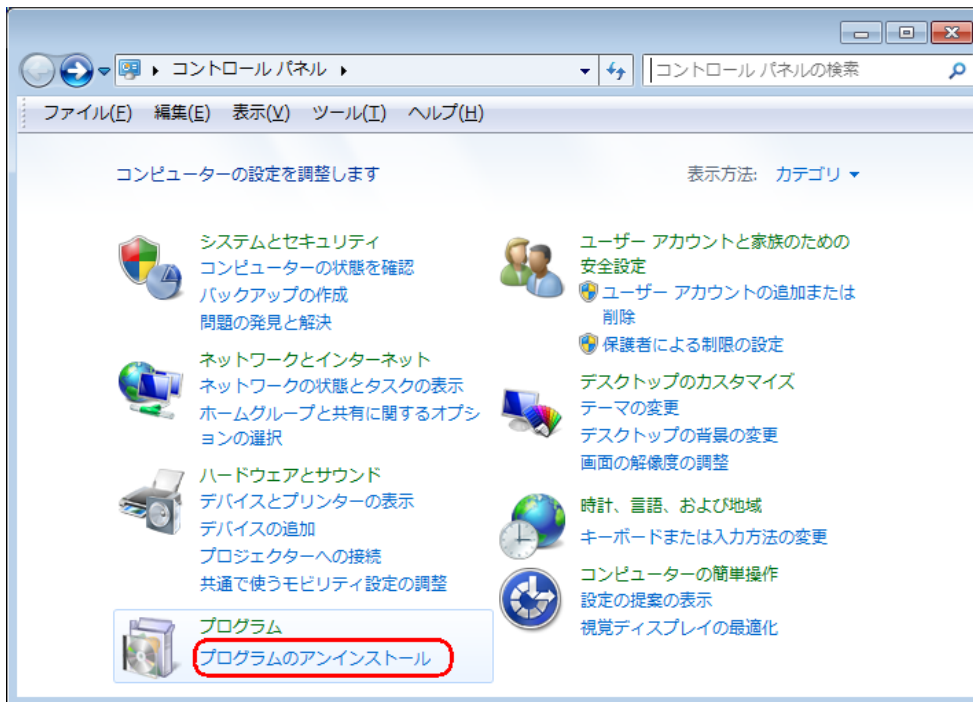 コントロール パネル
コントロール パネルの検索
ファイル(F) 編集(E) 表示(V) ツール(T) ヘルプ(H)
コンピューターの設定を調整します
表示方法: カテゴリ
システムとセキュリティ
コンピューターの状態を確認
バックアップの作成
問題の発見と解決
ネットワークとインターネット
ネットワークの状態とタスクの表示
ホームグループと共有に関するオプシ
ョンの選択
ハードウェアとサウンド
デバイスとプリンターの表示
デバイスの追加
プロジェクターへの接続
共通で使うモビリティ設定の調整
プログラム
プログラムのアンインストール
ユーザー アカウントと家族のための
安全設定
ユーザー アカウントの追加または
削除
保護者による制限の設定
デスクトップのカスタマイズ
テーマの変更
デスクトップの背景の変更
画面の解像度の調整
時計、言語、および地域
キーボードまたは入力方法の変更
コンピューターの簡単操作
設定の提案の表示
視覚ディスプレイの最適化